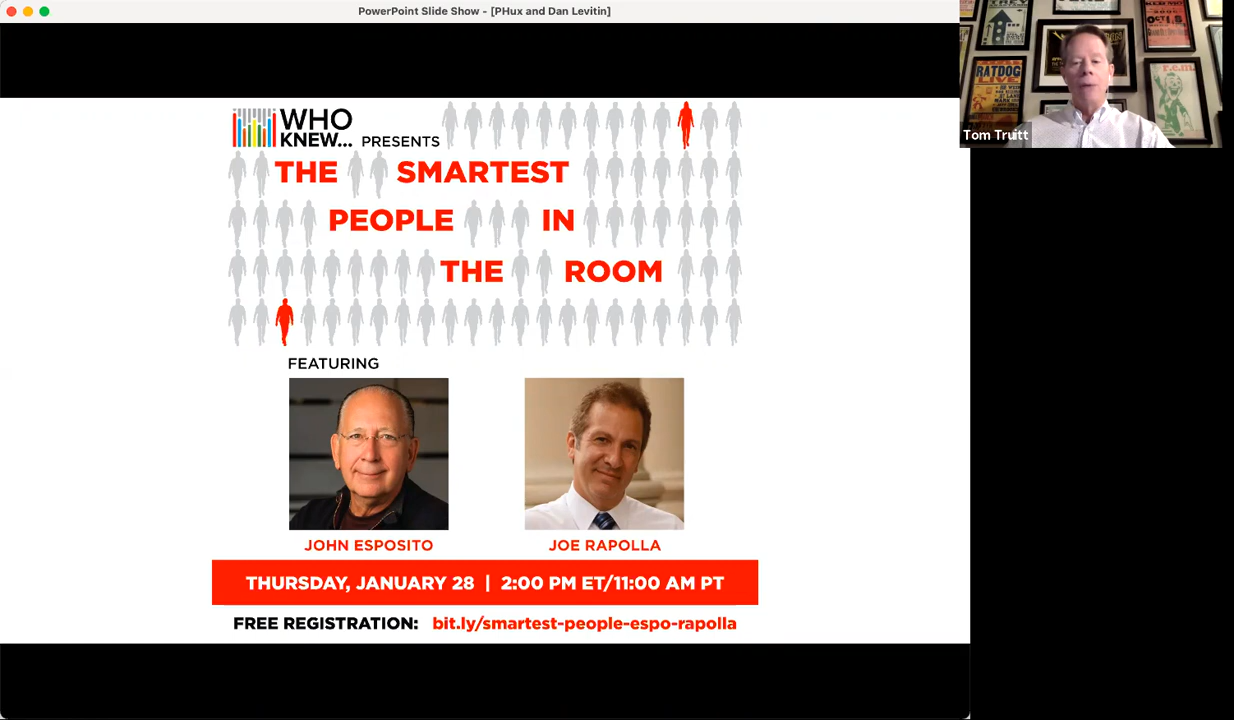 PowerPoint Slide Show - [PHux and Dan Levitin]
WHO
KNEW... PRESENTS
THE SMARTEST
PEOPLE IN
THE ROOM
FEATURING
JOHN ESPOSITO
JOE RAPOLLA
THURSDAY, JANUARY 28 | 2:00 PM ET/11:00 AM PT
FREE REGISTRATION: bit.ly/smartest-people-espo-rapolla
RATDOG
LIVE
r.e.m.
Tom Truitt